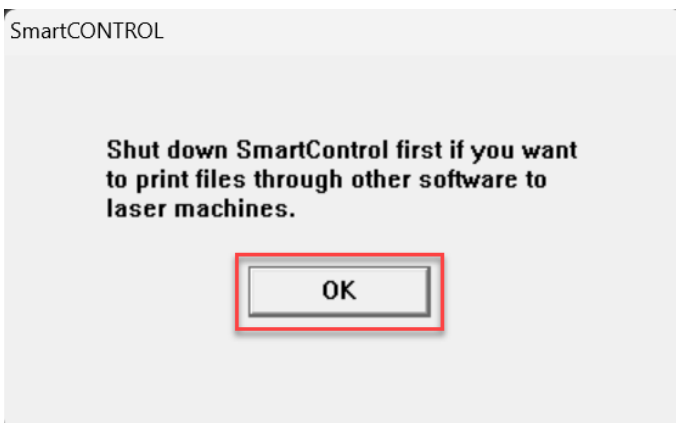 SmartCONTROL
Shut down SmartControl first if you want
to print files through other software to
laser machines.
OK